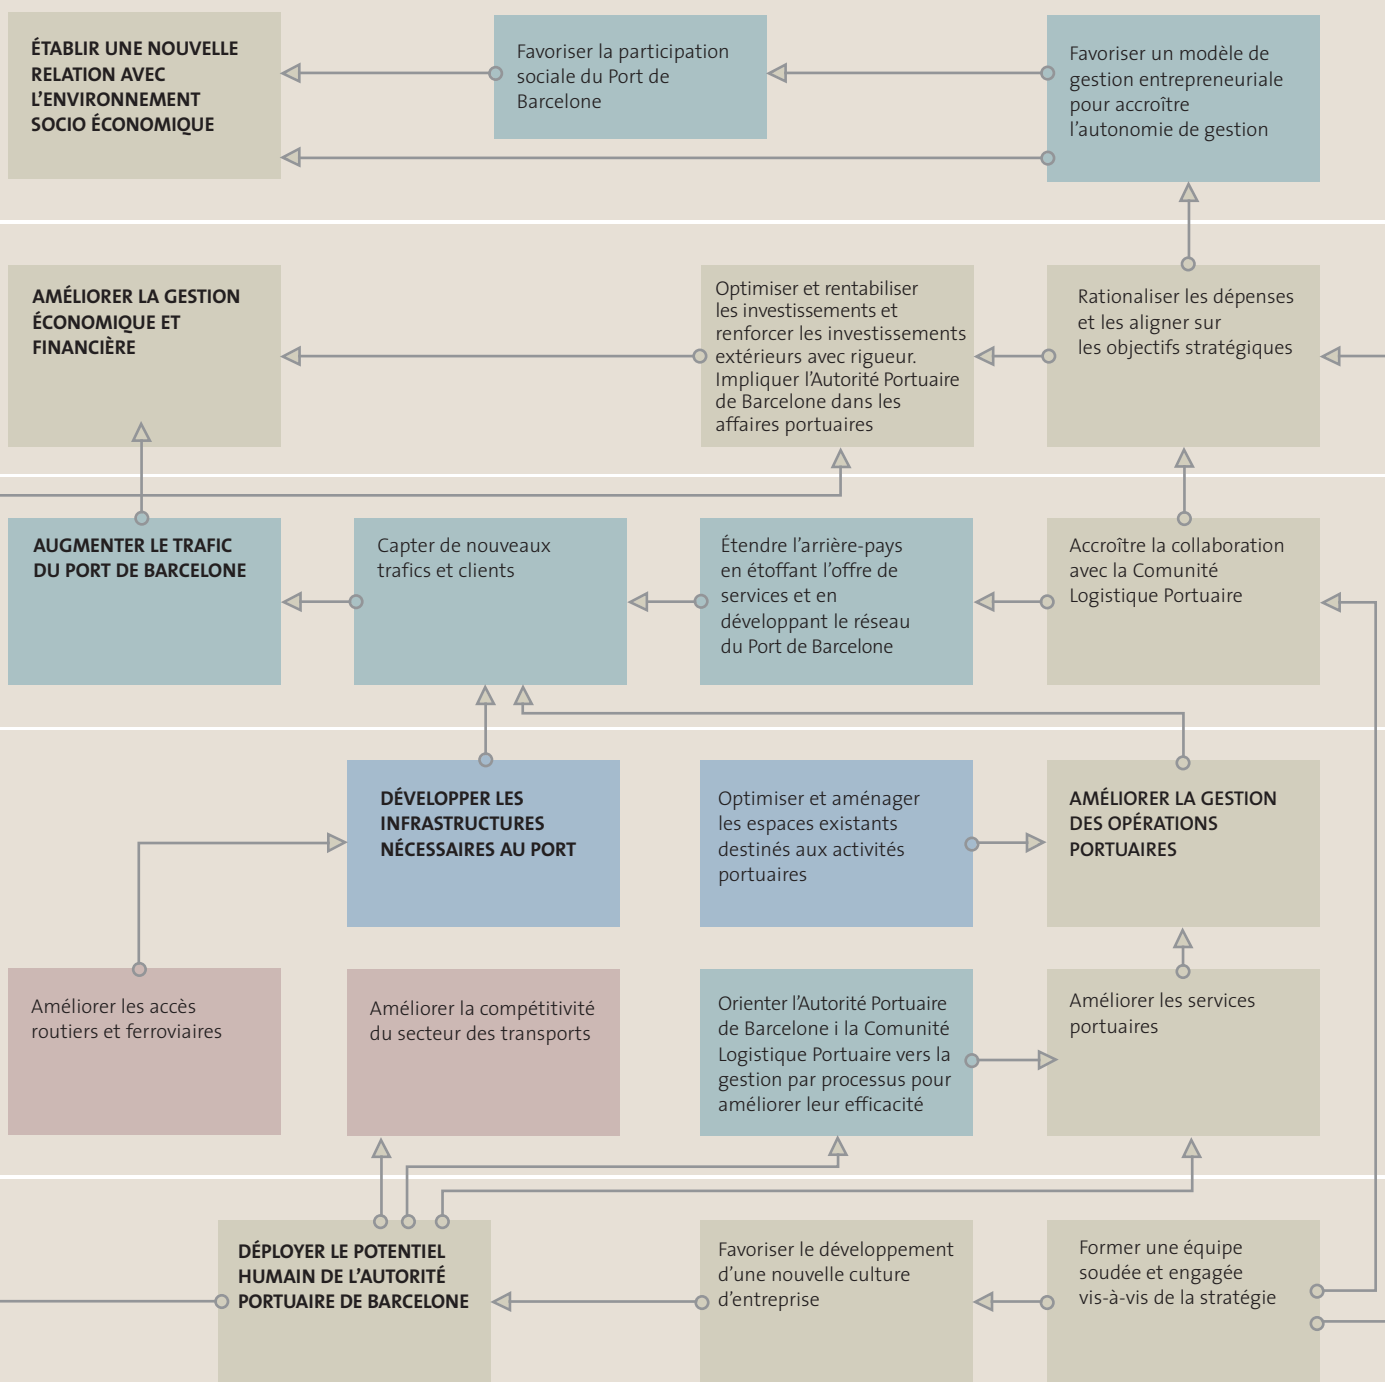 ÉTABLIR UNE NOUVELLE
RELATION AVEC
L’ENVIRONNEMENT
SOCIO ÉCONOMIQUE
Favoriser la participation
sociale du Port de
Barcelone
Favoriser un modèle de
gestion entrepreneuriale
pour accroître
l’autonomie de gestion
AMÉLIORER LA GESTION
ÉCONOMIQUE ET
FINANCIÈRE
Optimiser et rentabiliser
les investissements et
renforcer les investissements
extérieurs avec rigueur.
Impliquer l’Autorité Portuaire
de Barcelone dans les
affaires portuaires
Rationaliser les dépenses
et les aligner sur
les objectifs stratégiques
AUGMENTER LE TRAFIC
DU PORT DE BARCELONE
Capter de nouveaux
trafics et clients
Étendre l’arrière-pays
en étoffant l’offre de
services et en
développant le réseau
du Port de Barcelone
Accroître la collaboration
avec la Comunité
Logistique Portuaire
DÉVELOPPER LES
INFRASTRUCTURES
NÉCESSAIRES AU PORT
Optimiser et aménager
les espaces existants
destinés aux activités
portuaires
AMÉLIORER LA GESTION
DES OPÉRATIONS
PORTUAIRES
Améliorer les accès
routiers et ferroviaires
Améliorer la compétitivité
du secteur des transports
Orienter l’Autorité Portuaire
de Barcelone i la Comunité
Logistique Portuaire vers la
gestion par processus pour
améliorer leur efficacité
Améliorer les services
portuaires
DÉPLOYER LE POTENTIEL
HUMAIN DE L’AUTORITÉ
PORTUAIRE DE BARCELONE
Favoriser le développement
d’une nouvelle culture
d’entreprise
Former une équipe
soudée et engagée
vis-à-vis de la stratégie